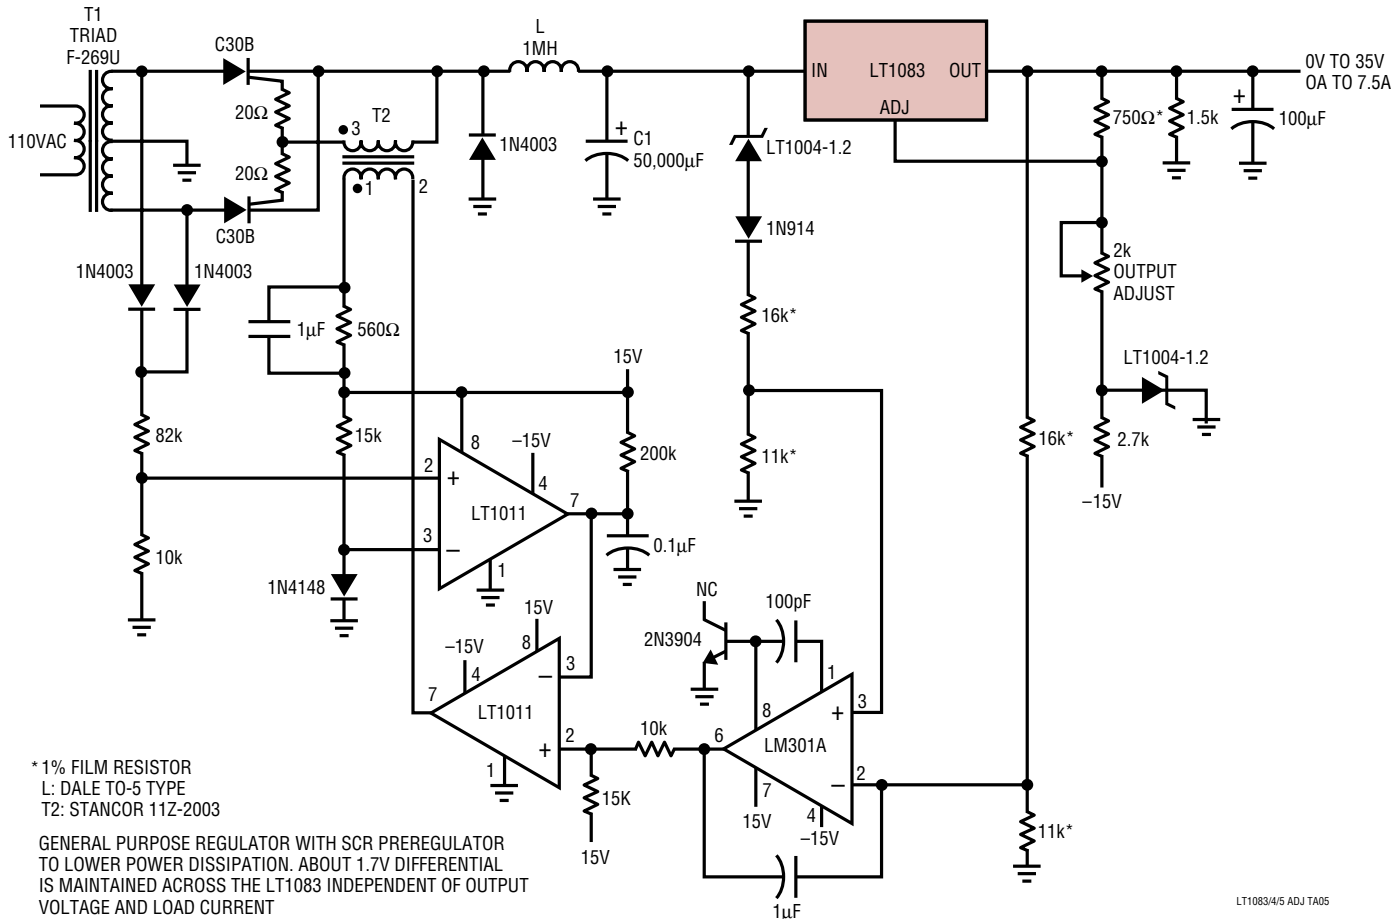 T1
TRIAD
F-269U
C30B
L
1MH
IN
LT1083
OUT
ADJ
0V TO 35V
OA TO 7.5A
110VAC
20Ω
20Ω
T2
3
1
2
1N4003
+
C1
50,000µF
LT1004-1.2
750Ω*
1.5k
+
100µF
C30B
1N914
1N4003
1N4003
2k
OUTPUT
ADJUST
1µF
560Ω
16k*
15V
LT1004-1.2
82k
15k
8
–15V
4
200k
11k*
16k*
2.7k
–15V
2
+
LT1011
7
3
–
1
0.1µF
10k
1N4148
NC
100pF
15V
2N3904
–15V
8
4
3
–
1
7
LT1011
8
+
3
10k
6
LM301A
+
2
1
7
–
2
15K
15V
4
–15V
11k*
15V
1µF
* 1% FILM RESISTOR
L: DALE TO-5 TYPE
T2: STANCOR 11Z-2003
GENERAL PURPOSE REGULATOR WITH SCR PREREGULATOR
TO LOWER POWER DISSIPATION. ABOUT 1.7V DIFFERENTIAL
IS MAINTAINED ACROSS THE LT1083 INDEPENDENT OF OUTPUT
VOLTAGE AND LOAD CURRENT
LT1083/4/5 ADJ TA05